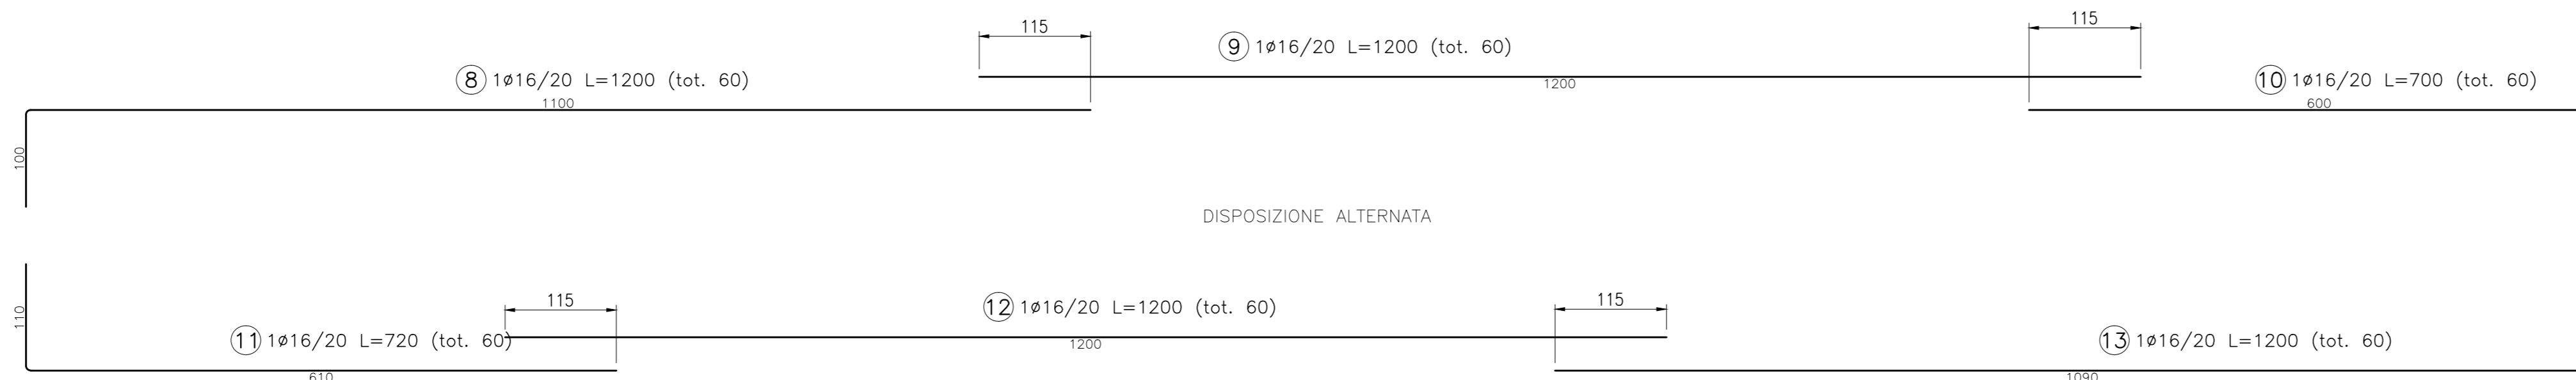 115
115
9 1ø16/20 L=1200 (tot. 60)
8 1ø16/20 L=1200 (tot. 60)
1200
10 1ø16/20 L=700 (tot. 60)
1100
600
100
DISPOSIZIONE ALTERNATA
110
115
12 1ø16/20 L=1200 (tot. 60)
115
11 1ø16/20 L=720 (tot. 60)
1200
13 1ø16/20 L=1200 (tot. 60)
610
1090